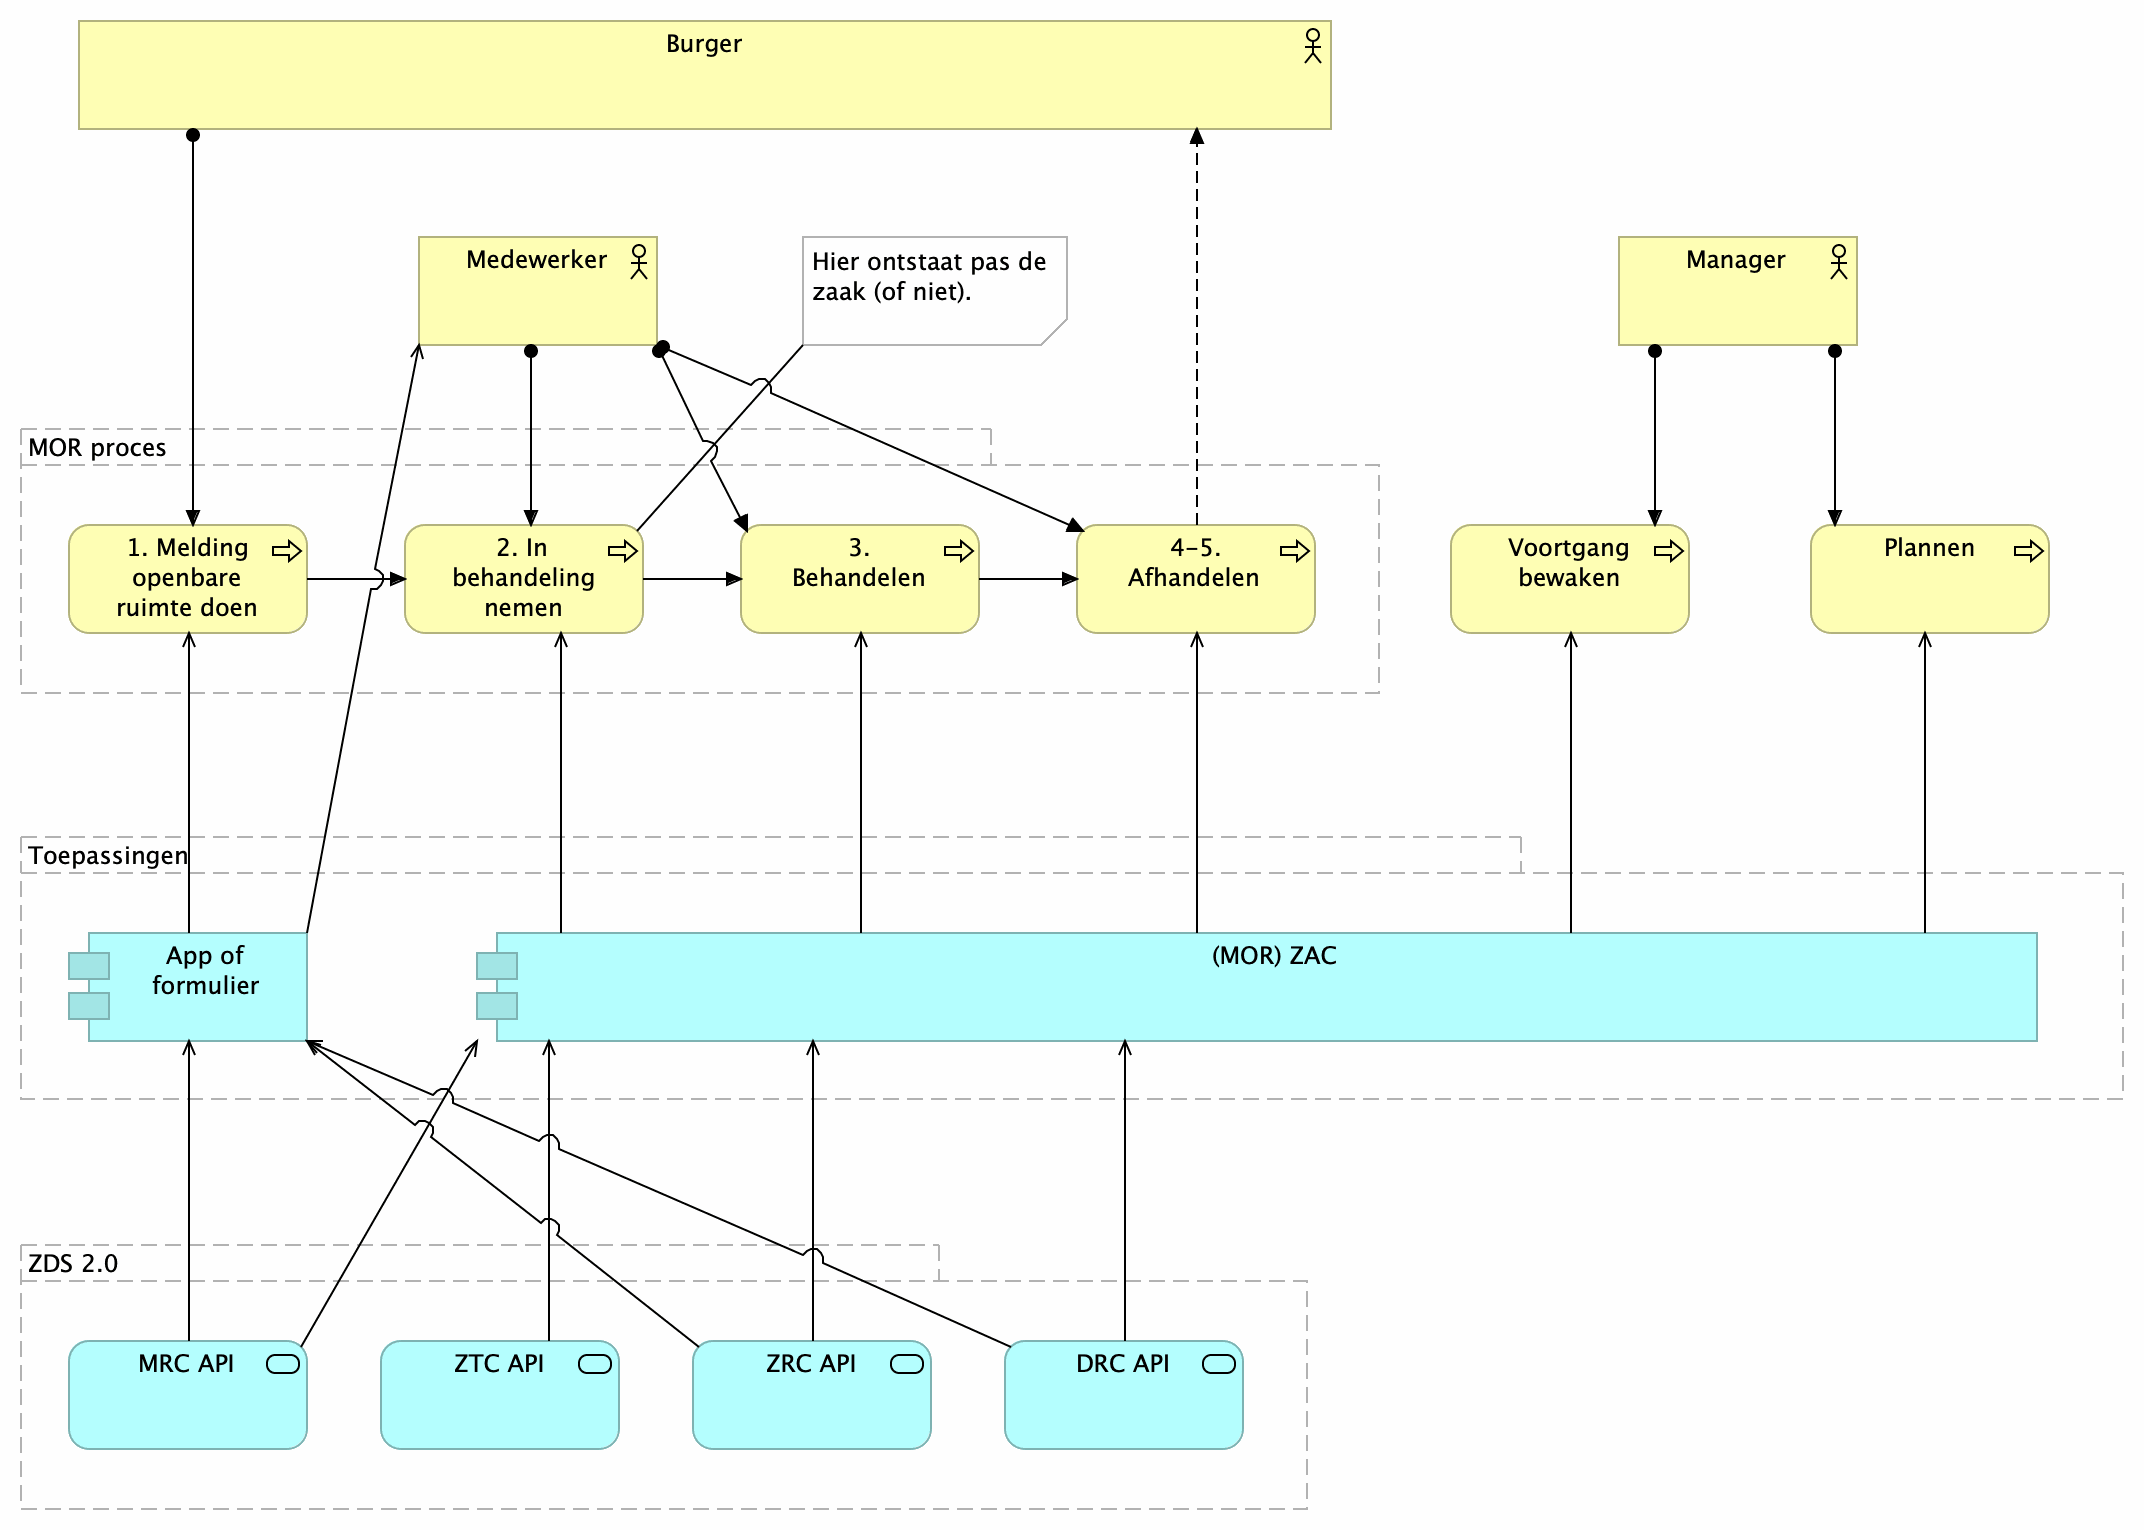 Burger
Medewerker
Hier ontstaat pas de
zaak (of niet).
Manager
MOR proces
1. Melding
openbare
ruimte doen
2. In
behandeling
nemen
3.
Behandelen
4-5.
Afhandelen
Voortgang
bewaken
Plannen
Toepassingen
App of
formulier
(MOR) ZAC
ZDS 2.0
MRC API
ZTC API
ZRC API
DRC API